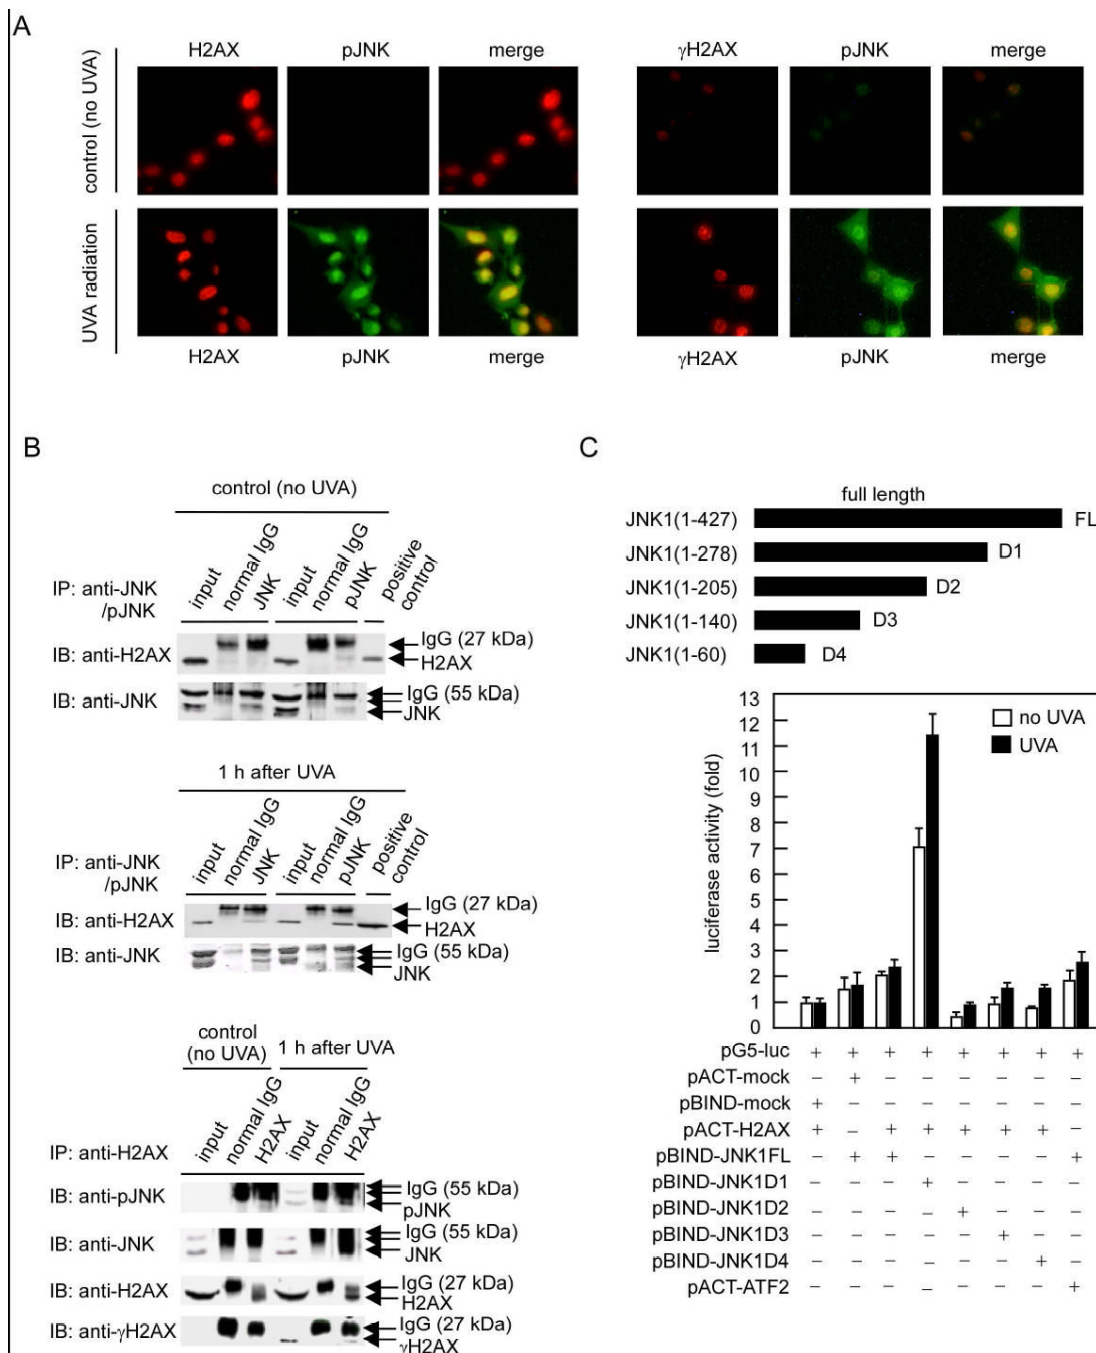 A
H2AX pJNK merge γH2AX pJNK merge
control (no UVA)
UVA radiation
H2AX pJNK merge γH2AX pJNK merge
B
control (no UVA)
IP: anti-JNK
/pJNK
input normal IgG JNK input normal IgG pJNK positive control
IB: anti-H2AX
IgG (27 kDa)
H2AX
IB: anti-JNK
IgG (55 kDa)
JNK
1 h after UVA
IP: anti-JNK
/pJNK
input normal IgG JNK input normal IgG pJNK positive control
IB: anti-H2AX
IgG (27 kDa)
H2AX
IB: anti-JNK
IgG (55 kDa)
JNK
control
(no UVA) 1 h after UVA
IP: anti-H2AX
input normal IgG H2AX input normal IgG H2AX
IB: anti-pJNK
IgG (55 kDa)
pJNK
IB: anti-JNK
IgG (55 kDa)
JNK
IB: anti-H2AX
IgG (27 kDa)
H2AX
IB: anti-γH2AX
IgG (27 kDa)
γH2AX
C
full length
JNK1(1-427) FL
JNK1(1-278) D1
JNK1(1-205) D2
JNK1(1-140) D3
JNK1(1-60) D4
luciferase activity (fold)
13
12
11
10
9
8
7
6
5
4
3
2
1
0
no UVA
UVA
pG5-luc + + + + + + + +
pACT-mock – + – – – – – –
pBIND-mock + – – – – – – –
pACT-H2AX + – + + + + + –
pBIND-JNK1FL – + + – – – – +
pBIND-JNK1D1 – – – + – – – –
pBIND-JNK1D2 – – – – + – – –
pBIND-JNK1D3 – – – – – + – –
pBIND-JNK1D4 – – – – – – + –
pACT-ATF2 – – – – – – – +